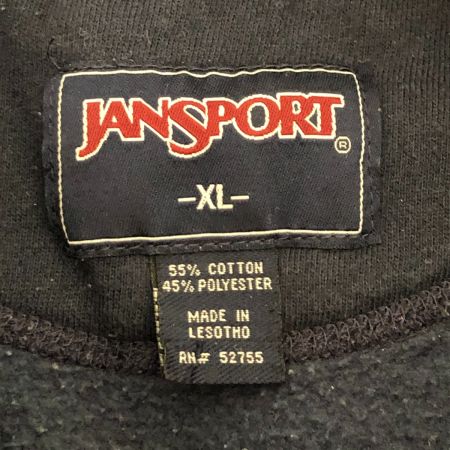 JANSPORT®
-XL-
55% COTTON
45% POLYESTER
MADE IN
LESOTHO
RN# 52755